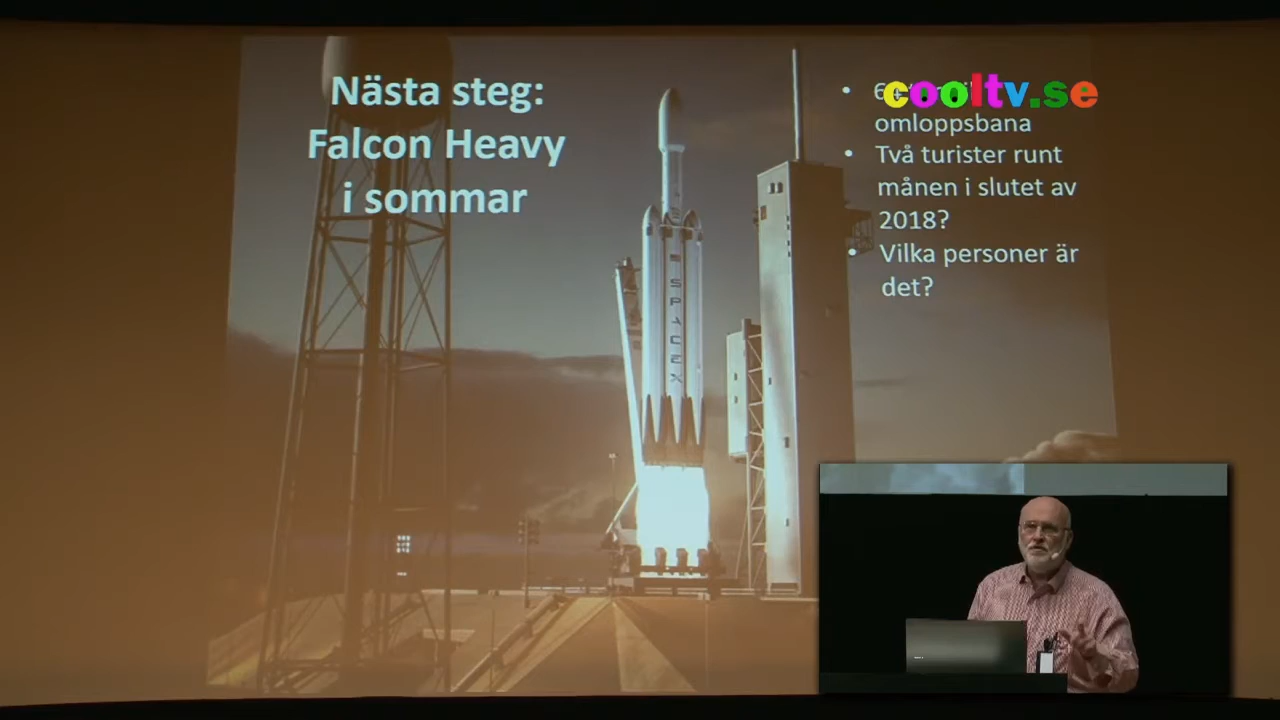 Nästa steg:
Falcon Heavy
i sommar
cooltv.se
omloppsbana
• Två turister runt
månen i slutet av
2018?
• Vilka personer är
det?
SPACEX